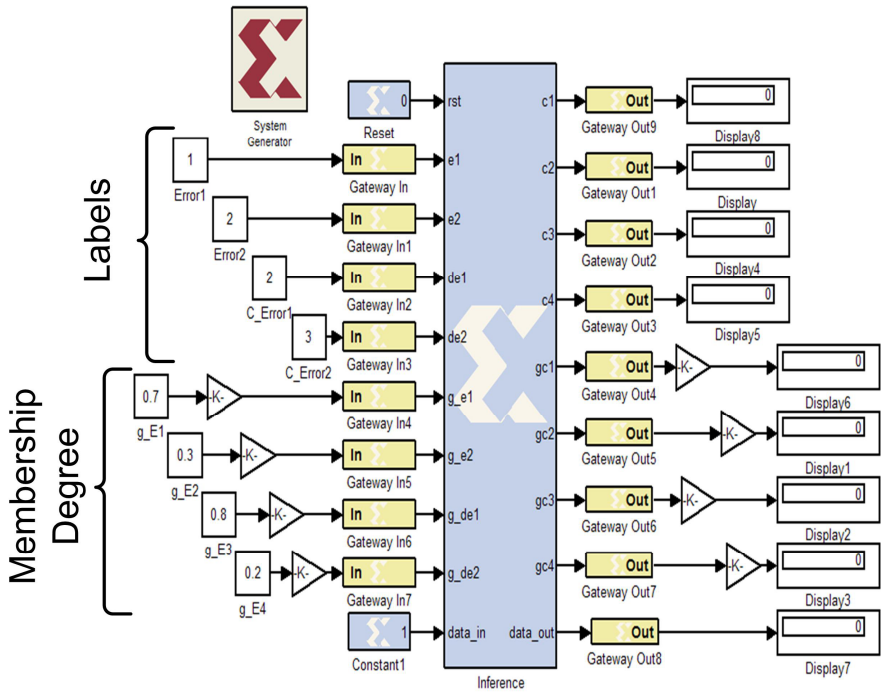 System
Generator
0
Reset
rst
c1
Out
Gateway Out9
0
Display8
Labels
1
Error1
In
Gateway In
e1
c2
Out
Gateway Out1
0
Display
2
Error2
In
Gateway In1
e2
c3
Out
Gateway Out2
0
Display4
2
C_Error1
In
Gateway In2
de1
c4
Out
Gateway Out3
0
Display5
3
C_Error2
In
Gateway In3
de2
gc1
Out
Gateway Out4
-K-
0
Display6
Membership
Degree
0.7
g_E1
-K-
In
Gateway In4
g_e1
gc2
Out
Gateway Out5
-K-
0
Display1
0.3
g_E2
-K-
In
Gateway In5
g_e2
gc3
Out
Gateway Out6
-K-
0
Display2
0.8
g_E3
-K-
In
Gateway In6
g_de1
gc4
Out
Gateway Out7
-K-
0
Display3
0.2
g_E4
-K-
In
Gateway In7
g_de2
1
Constant1
data_in
data_out
Out
Gateway Out8
0
Display7
Inference